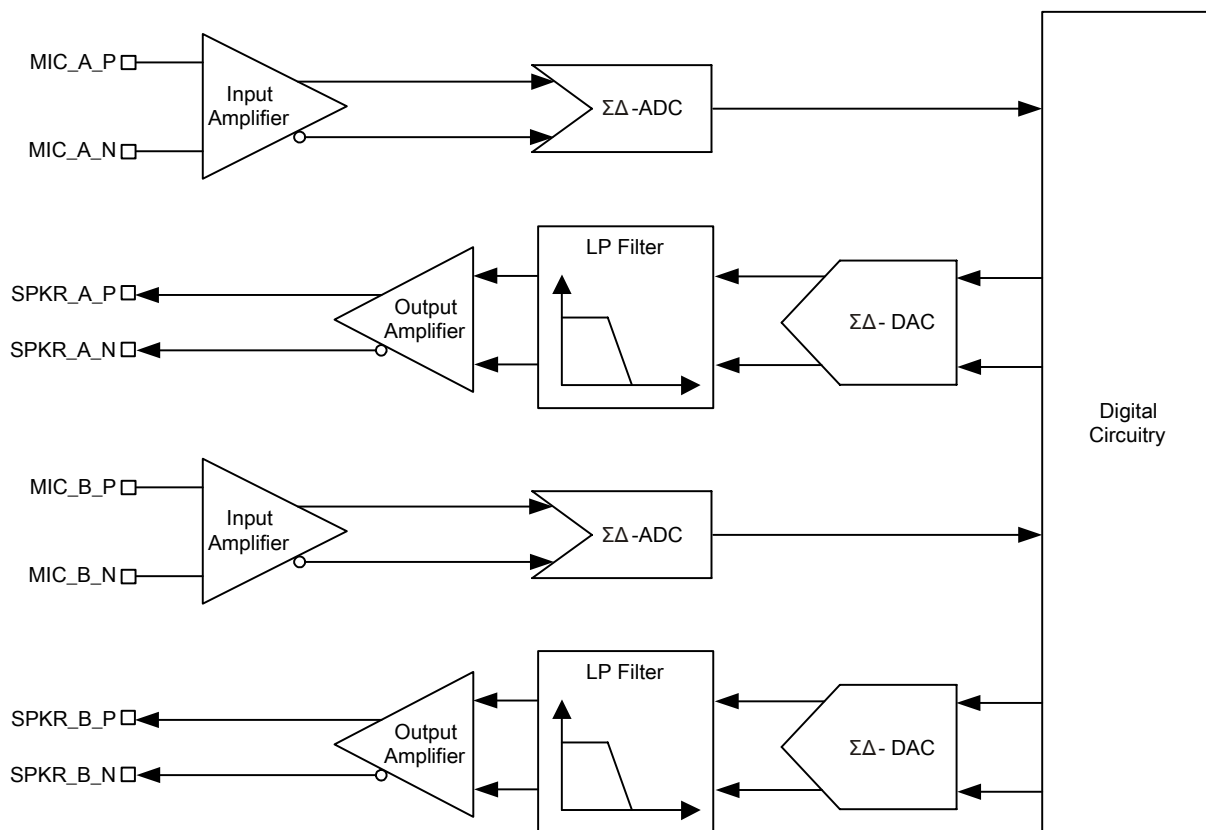 MIC_A_P
Input
Amplifier
ΣΔ-ADC
MIC_A_N
LP Filter
SPKR_A_P
Output
Amplifier
ΣΔ- DAC
SPKR_A_N
Digital
Circuitry
MIC_B_P
Input
Amplifier
ΣΔ-ADC
MIC_B_N
LP Filter
SPKR_B_P
Output
Amplifier
ΣΔ- DAC
SPKR_B_N